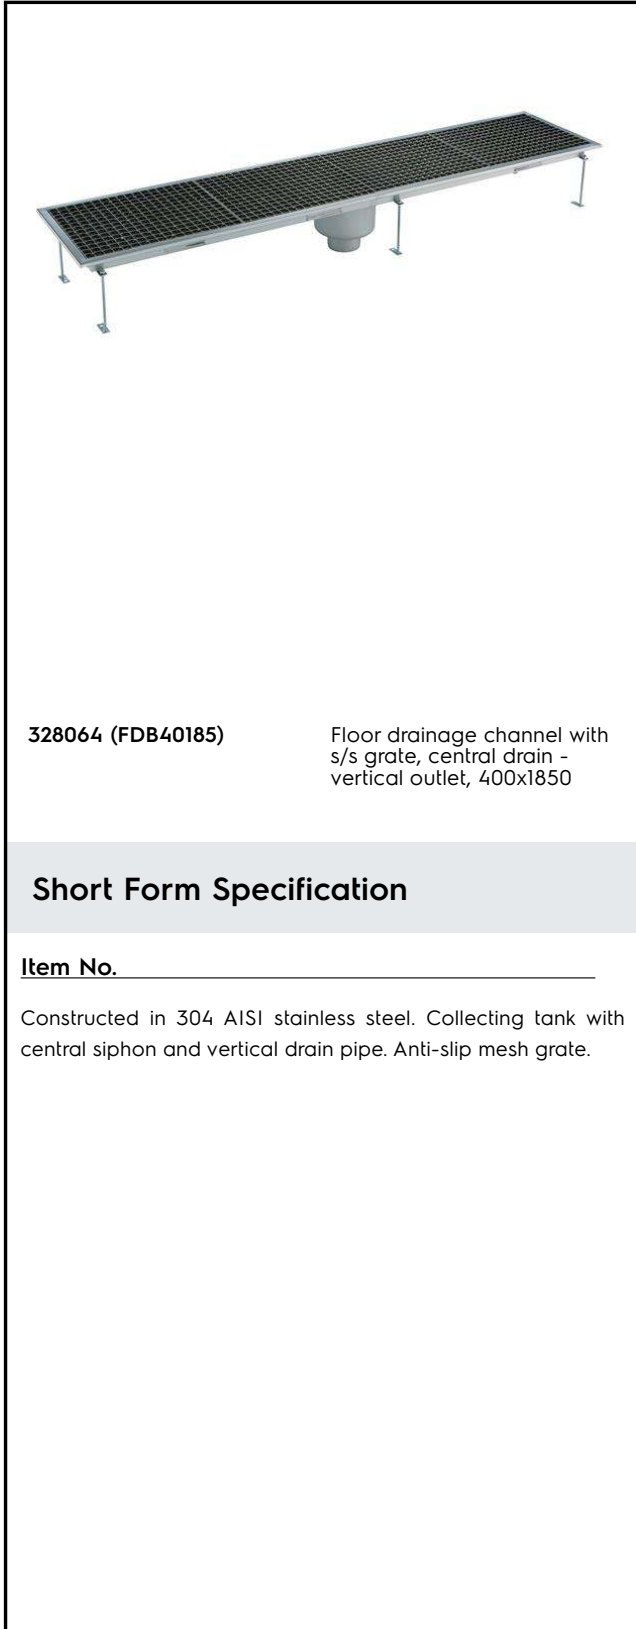 328064 (FDB40185)
Floor drainage channel with
s/s grate, central drain -
vertical outlet, 400x1850
Short Form Specification
Item No.
Constructed in 304 AISI stainless steel. Collecting tank with
central siphon and vertical drain pipe. Anti-slip mesh grate.